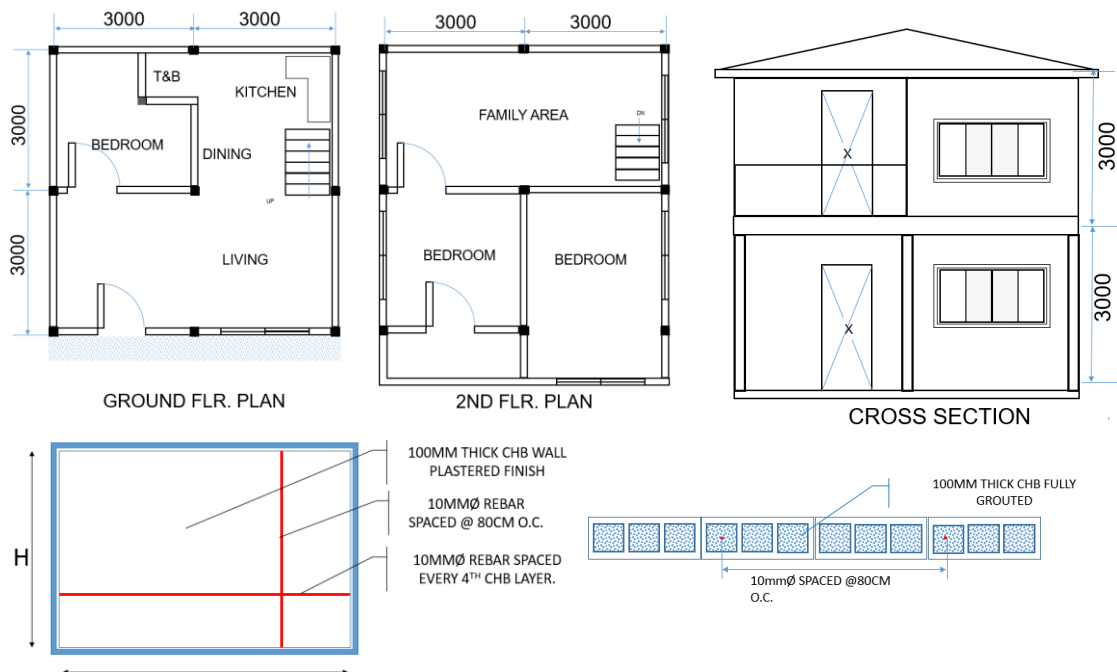 3000
3000
3000
3000
T&B
KITCHEN
BEDROOM
DINING
UP
LIVING
GROUND FLR. PLAN
3000
3000
FAMILY AREA
DN
BEDROOM
BEDROOM
2ND FLR. PLAN
X
X
3000
3000
CROSS SECTION
H
100MM THICK CHB WALL
PLASTERED FINISH
10MMØ REBAR
SPACED @ 80CM O.C.
10MMØ REBAR SPACED
EVERY 4TH CHB LAYER.
100MM THICK CHB FULLY
GROUTED
10mmØ SPACED @80CM
O.C.